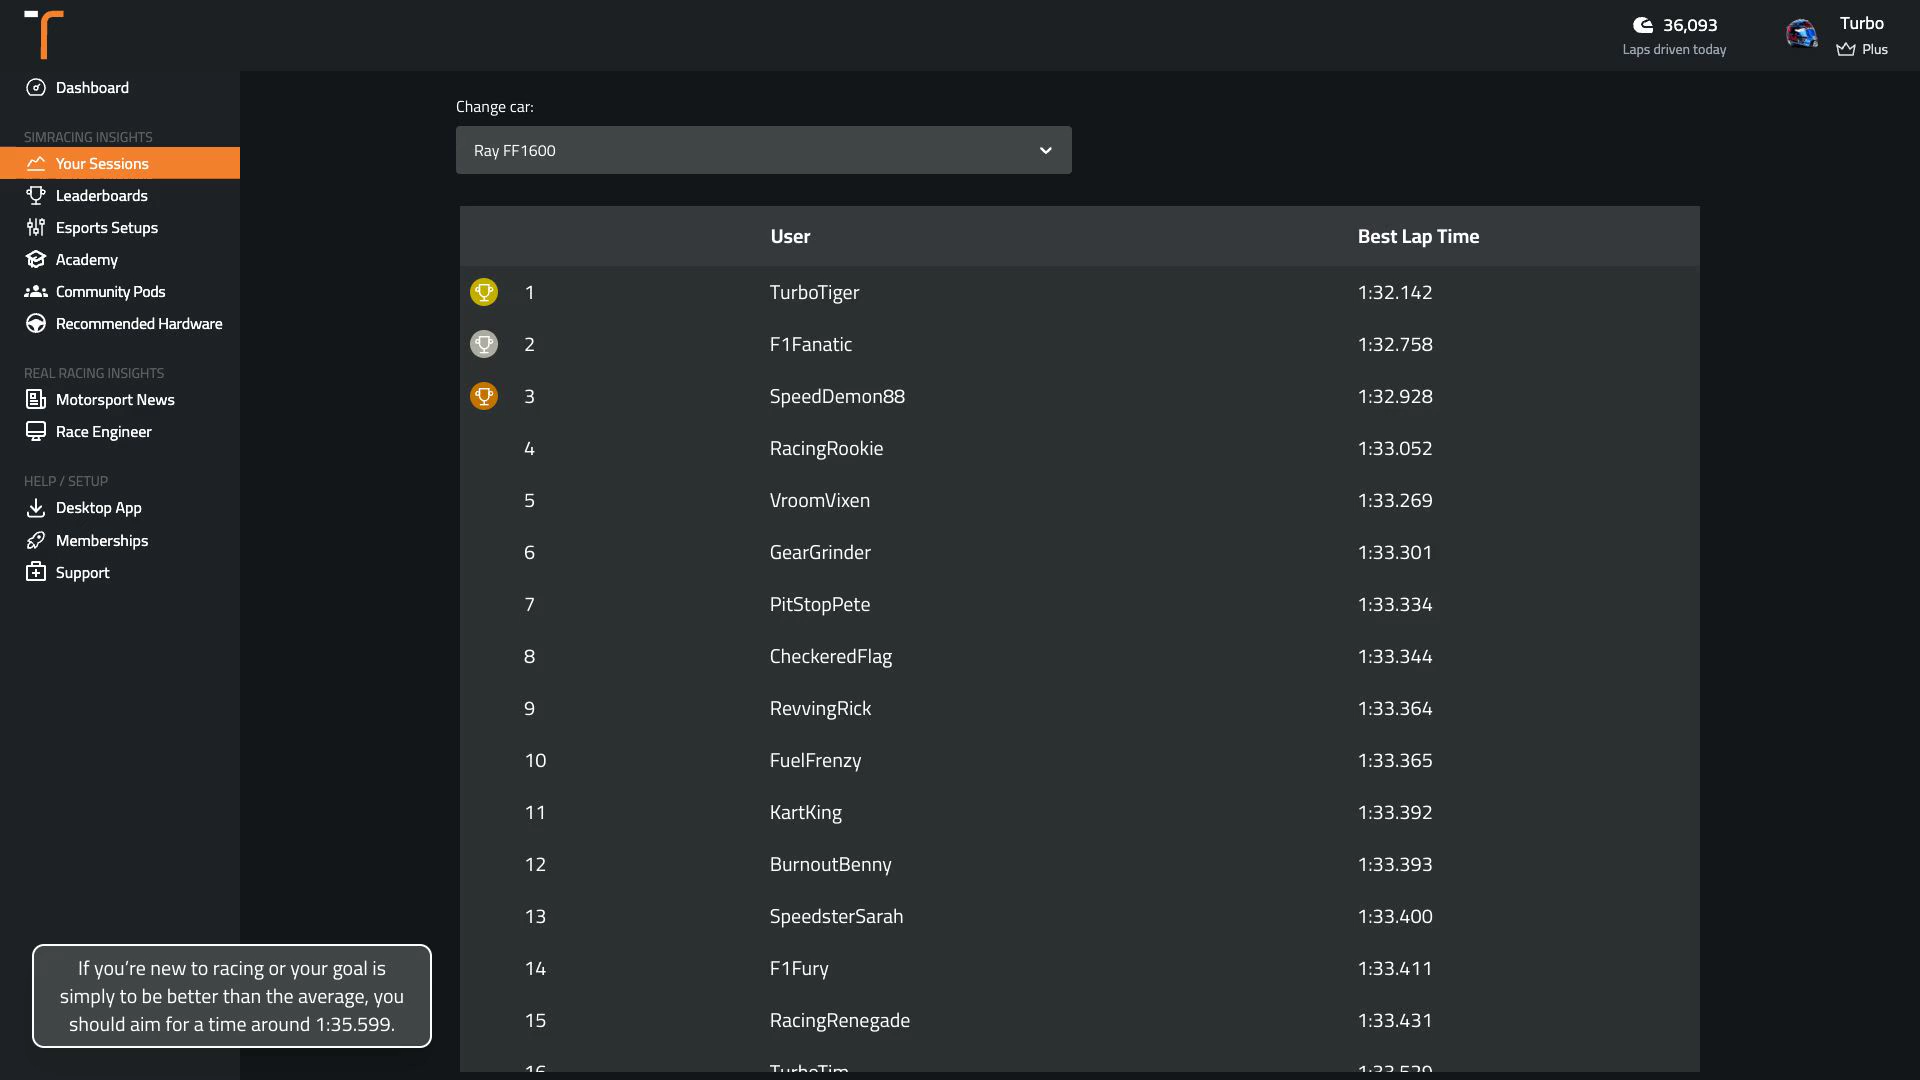 36,093
Laps driven today
Turbo
Plus
Dashboard
SIMRACING INSIGHTS
Your Sessions
Leaderboards
Esports Setups
Academy
Community Pods
Recommended Hardware
REAL RACING INSIGHTS
Motorsport News
Race Engineer
HELP / SETUP
Desktop App
Memberships
Support
If you’re new to racing or your goal is
simply to be better than the average, you
should aim for a time around 1:35.599.
Change car:
Ray FF1600
User Best Lap Time
1 TurboTiger 1:32.142
2 F1Fanatic 1:32.758
3 SpeedDemon88 1:32.928
4 RacingRookie 1:33.052
5 VroomVixen 1:33.269
6 GearGrinder 1:33.301
7 PitStopPete 1:33.334
8 CheckeredFlag 1:33.344
9 RevvingRick 1:33.364
10 FuelFrenzy 1:33.365
11 KartKing 1:33.392
12 BurnoutBenny 1:33.393
13 SpeedsterSarah 1:33.400
14 F1Fury 1:33.411
15 RacingRenegade 1:33.431
16 TurboTim